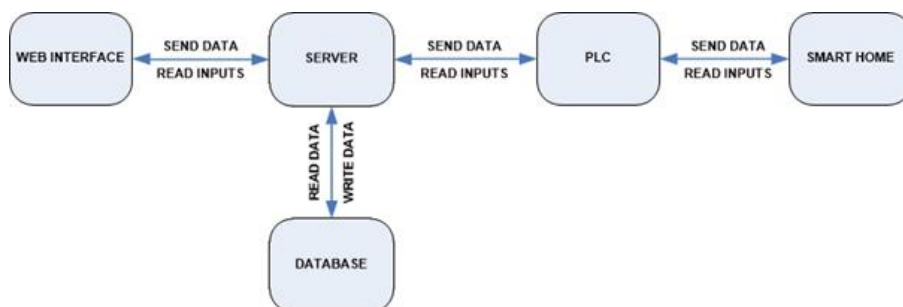 WEB INTERFACE
SEND DATA
READ INPUTS
SERVER
SEND DATA
READ INPUTS
PLC
SEND DATA
READ INPUTS
SMART HOME
READ DATA
WRITE DATA
DATABASE